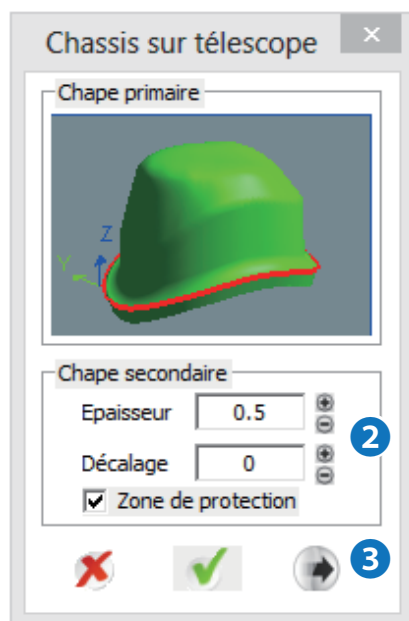 Chassis sur télescope ×
Chape primaire
Z
Y
Chape secondaire
Epaisseur 0.5
2
Décalage 0
Zone de protection
3